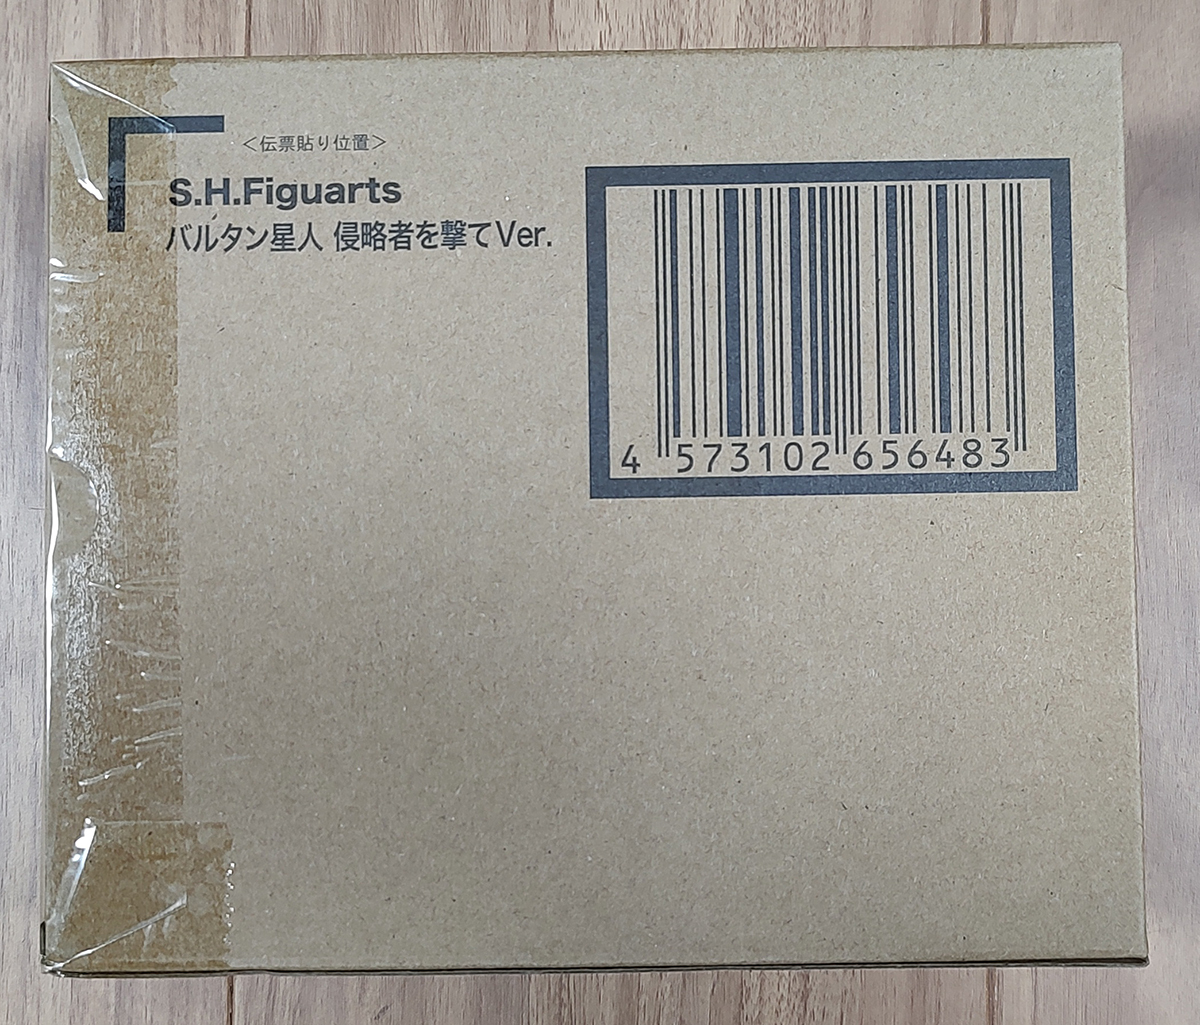 ＜伝票貼り位置＞
S.H.Figuarts
バルタン星人 侵略者を撃てVer.
4 573102 656483